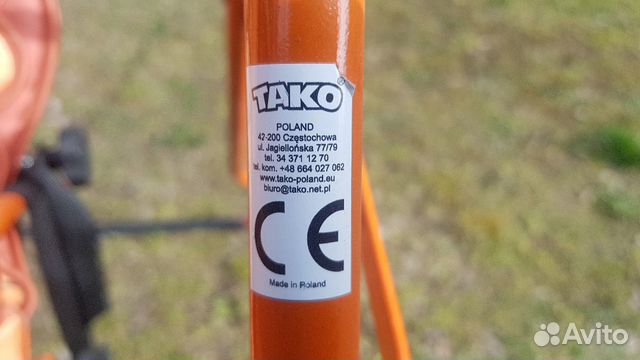 TAKO
POLAND
42-200 Częstochowa
ul. Jagiellońska 77/79
tel. 34 371 12 70
tel. kom. +48 664 027 062
www.tako-poland.eu
biuro@tako.net.pl
CE
Made in Poland
Avito